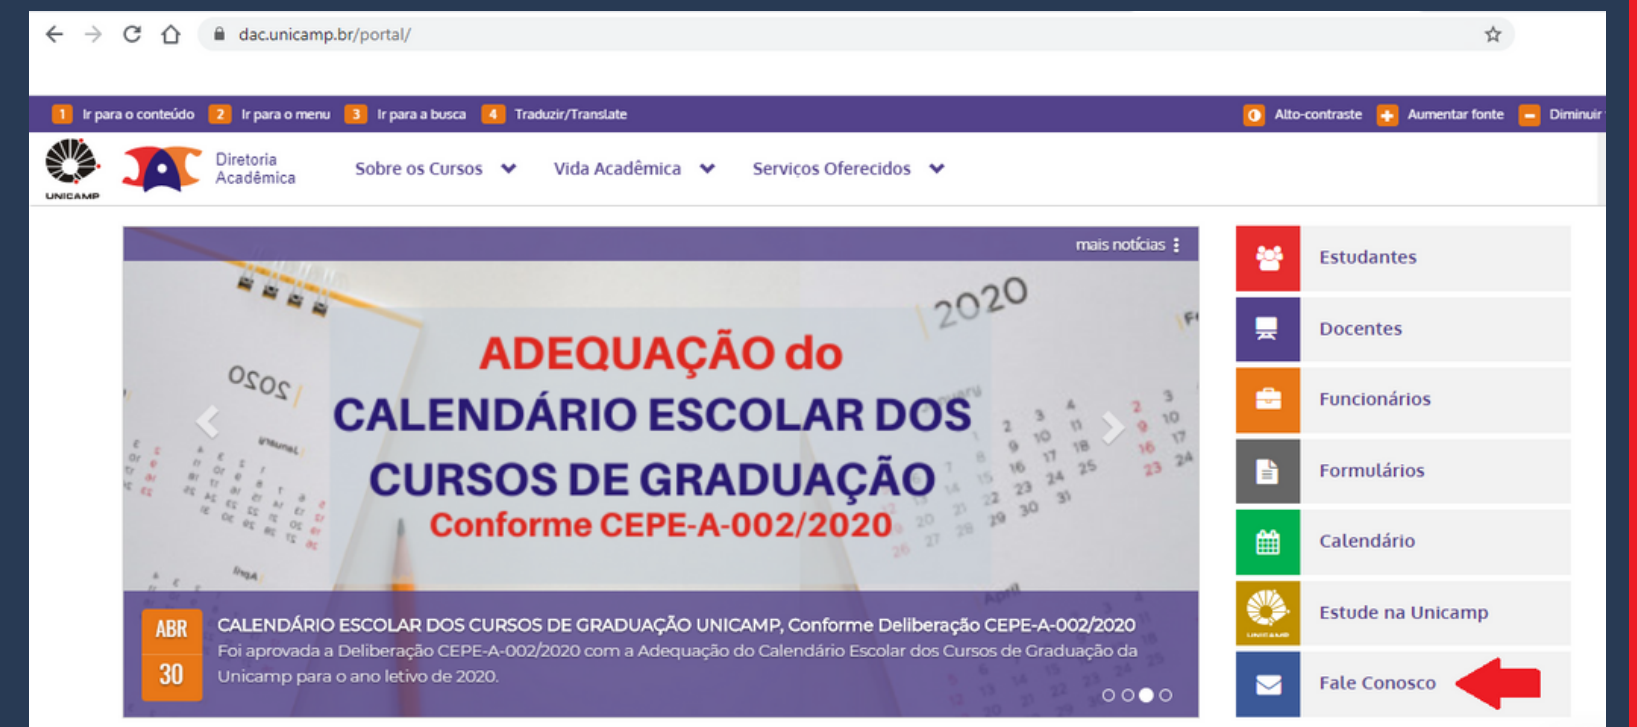 dac.unicamp.br/portal/
1 Ir para o conteúdo 2 Ir para o menu 3 Ir para a busca 4 Traduzir/Translate Alto-contraste Aumentar fonte Diminuir
UNICAMP
Diretoria
Acadêmica
Sobre os Cursos Vida Acadêmica Serviços Oferecidos
mais notícias
2020
2020
ADEQUAÇÃO do
CALENDÁRIO ESCOLAR DOS
CURSOS DE GRADUAÇÃO
Conforme CEPE-A-002/2020
January
April
ABR
30
CALENDÁRIO ESCOLAR DOS CURSOS DE GRADUAÇÃO UNICAMP, Conforme Deliberação CEPE-A-002/2020
Foi aprovada a Deliberação CEPE-A-002/2020 com a Adequação do Calendário Escolar dos Cursos de Graduação da
Unicamp para o ano letivo de 2020.
Estudantes
Docentes
Funcionários
Formulários
Calendário
UNICAMP
Estude na Unicamp
Fale Conosco